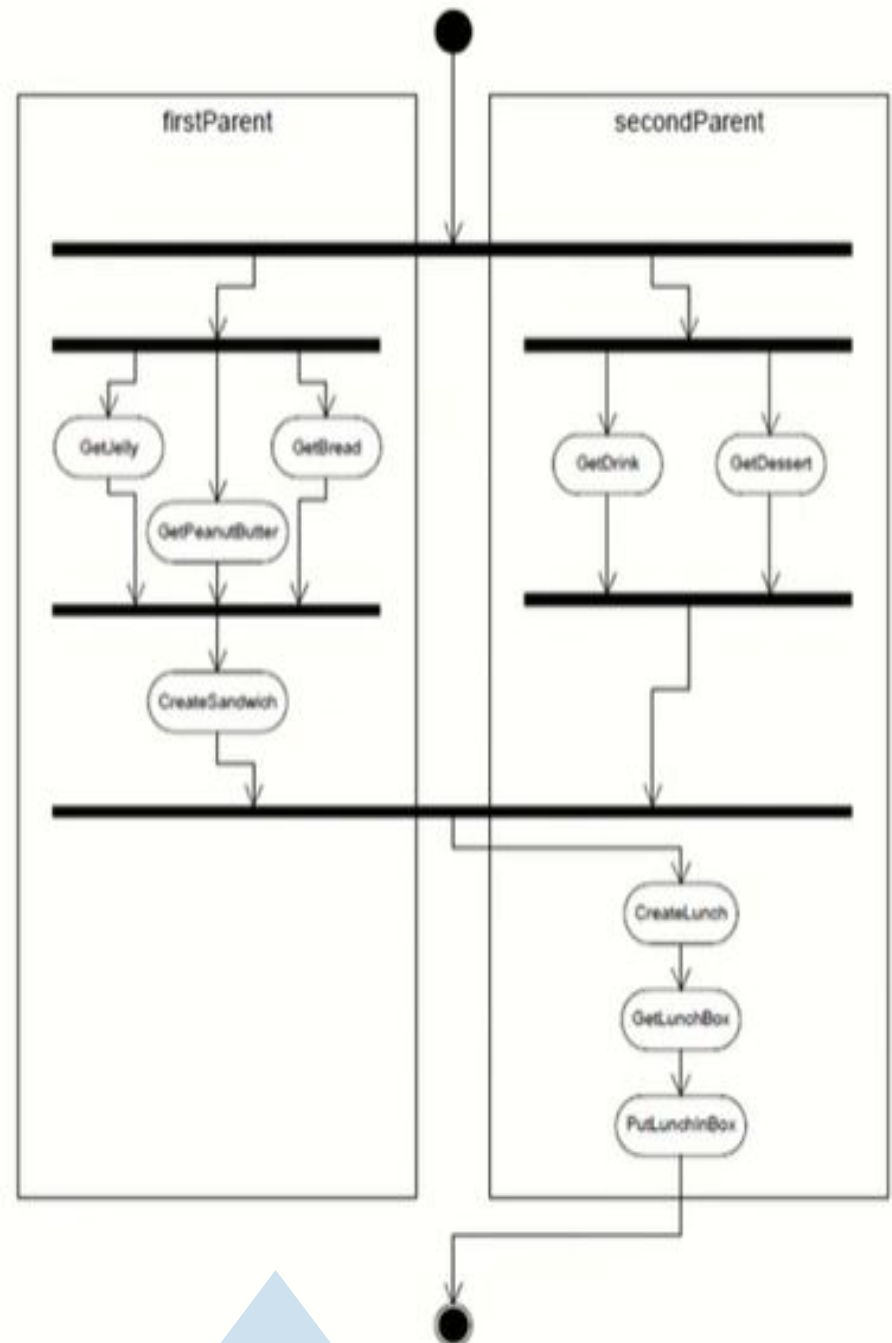 firstParent
secondParent
GetJelly
GetBread
GetDrink
GetDessert
GetPeanutButter
CreateSandwich
CreateLunch
GetLunchBox
PutLunchInBox